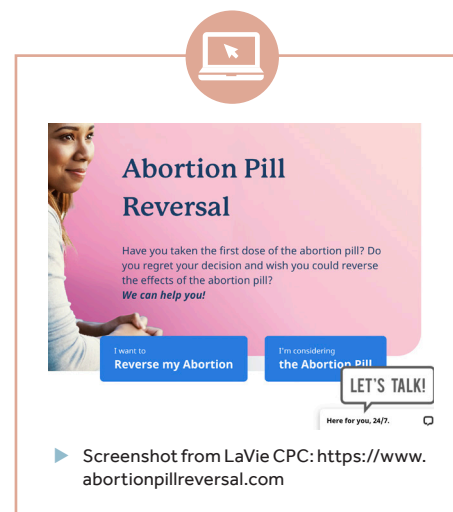 Abortion Pill
Reversal
Have you taken the first dose of the abortion pill? Do
you regret your decision and wish you could reverse
the effects of the abortion pill?
We can help you!
I want to
Reverse my Abortion
I'm considering
the Abortion Pill
LET'S TALK!
Here for you, 24/7.
Screenshot from LaVie CPC: https://www.
abortionpillreversal.com